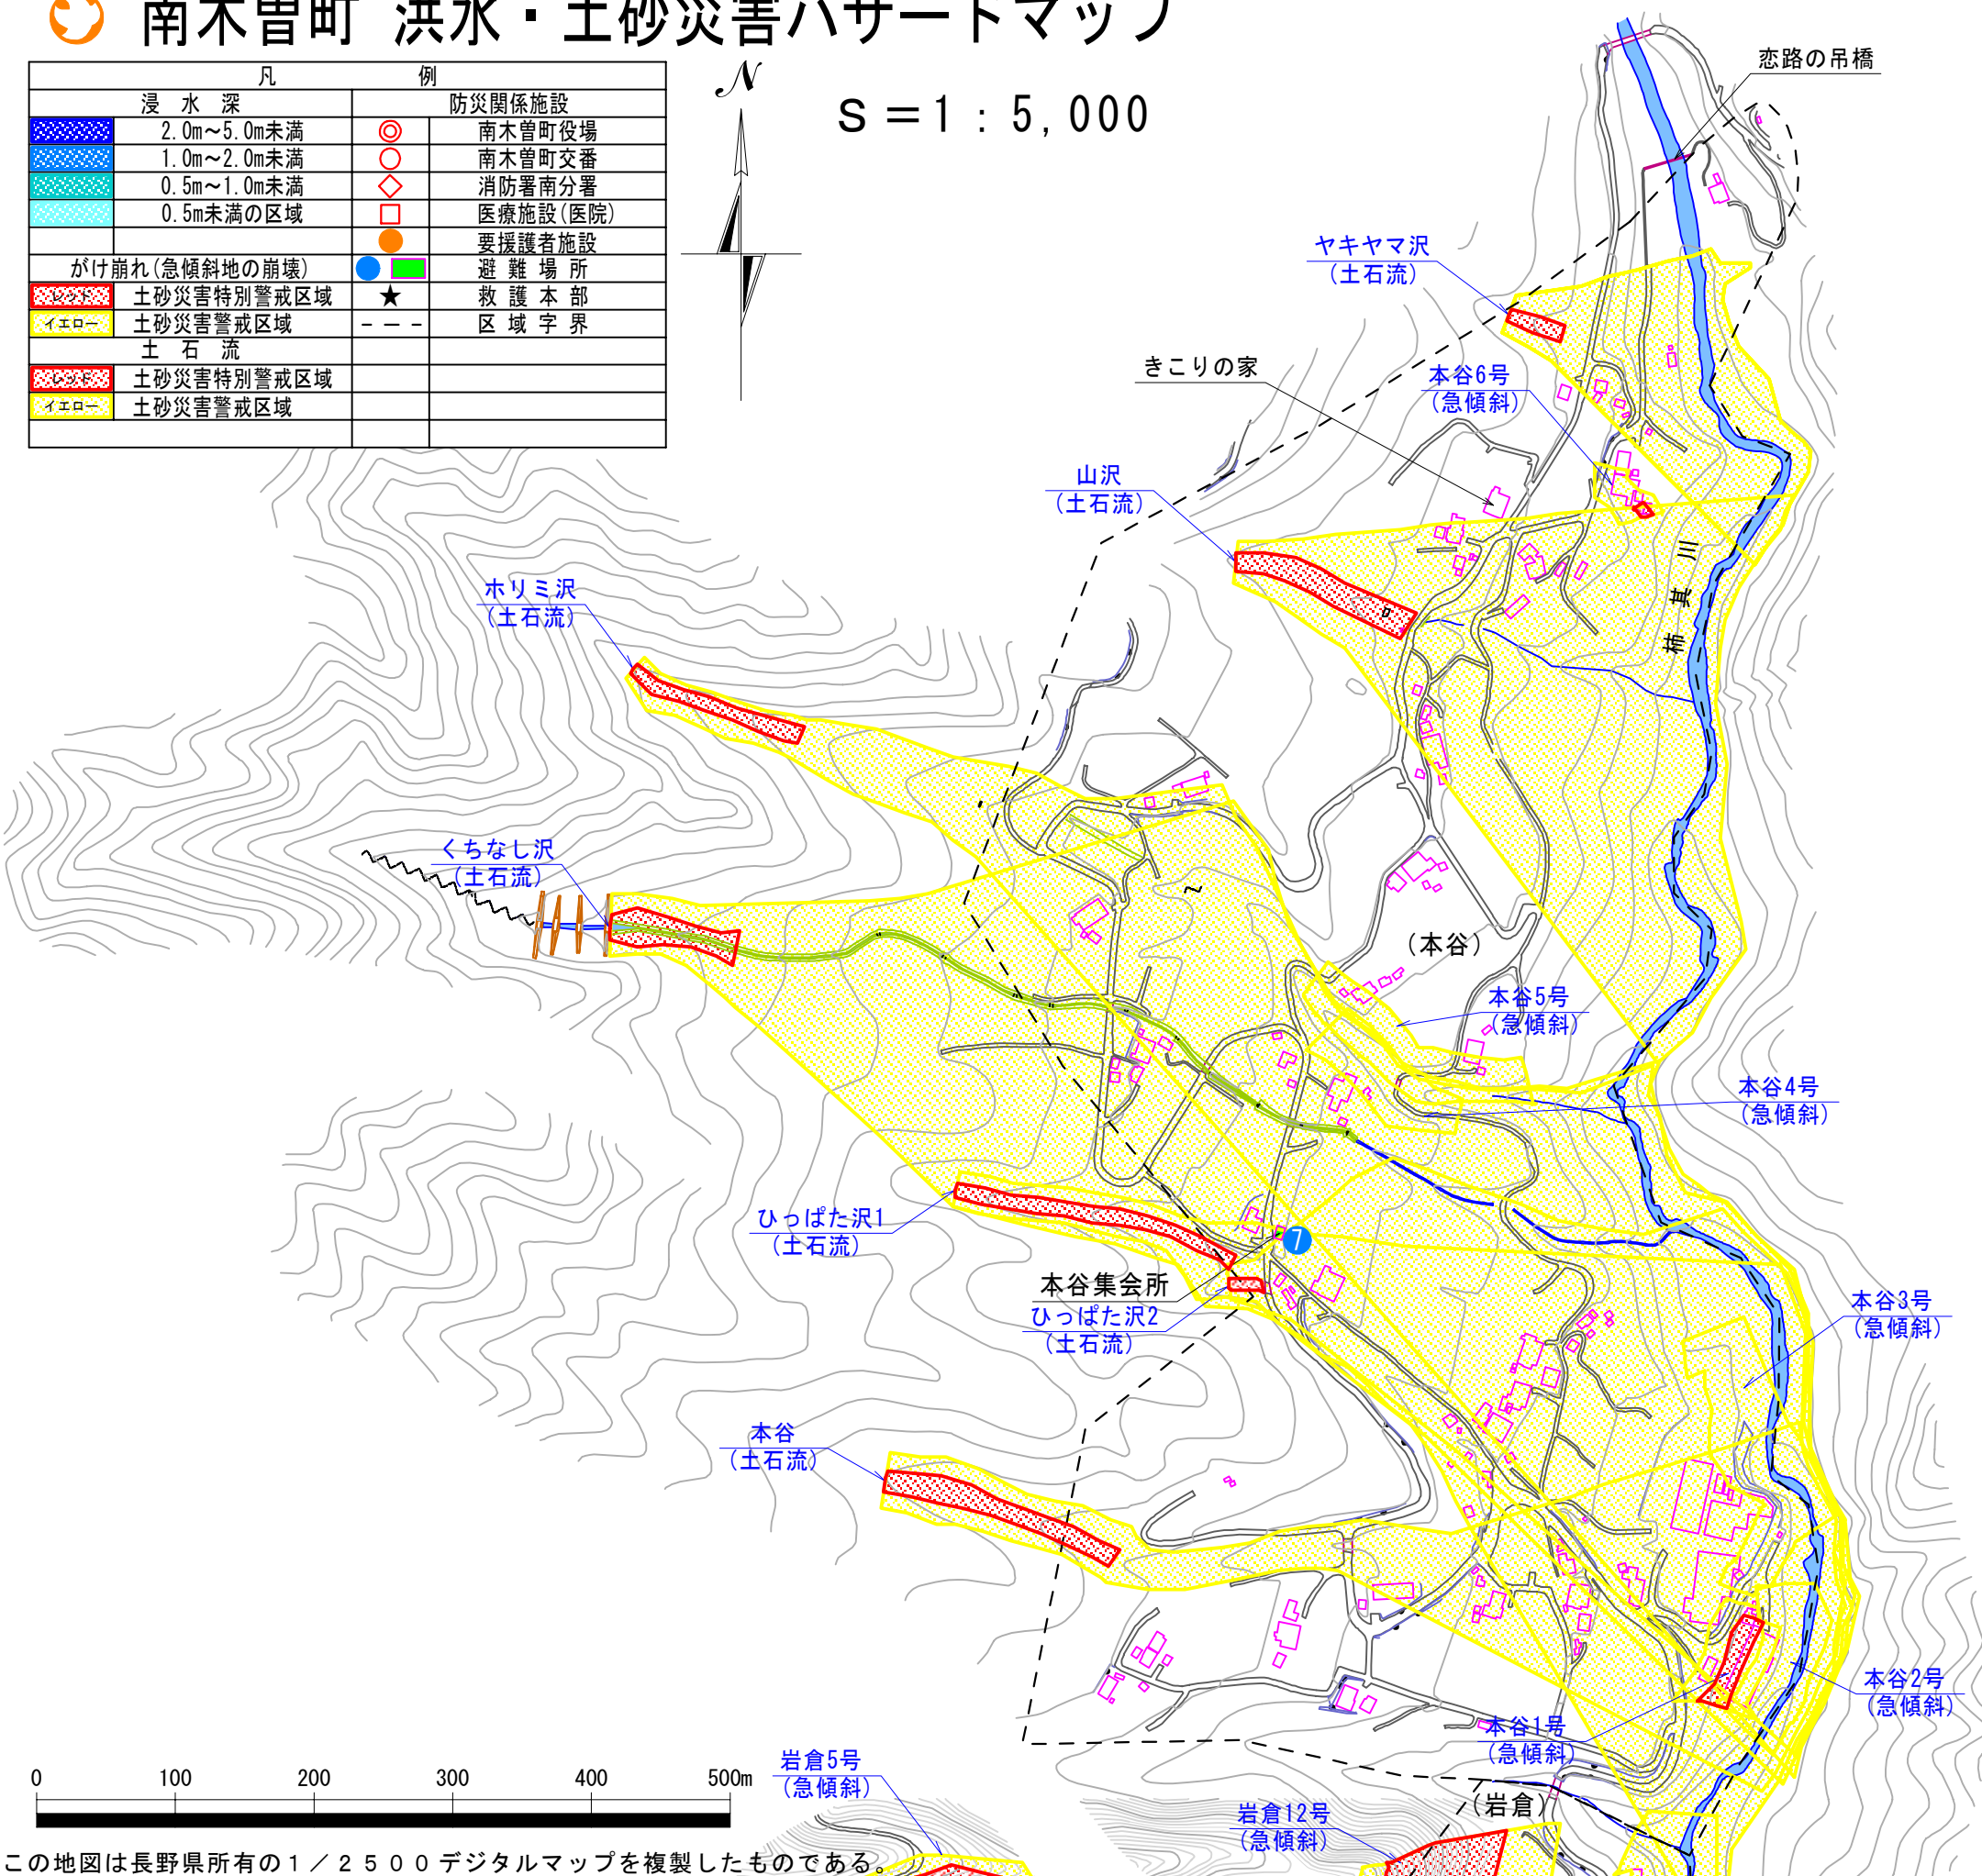 南木曽町 洪水・土砂災害ハザードマップ
凡 例
浸 水 深 防災関係施設
2.0m～5.0m未満 南木曽町役場
1.0m～2.0m未満 南木曽町交番
0.5m～1.0m未満 消防署南分署
0.5m未満の区域 医療施設(医院)
要援護者施設
がけ崩れ(急傾斜地の崩壊) 避 難 場 所
レッド 土砂災害特別警戒区域 ★ 救 護 本 部
イエロー 土砂災害警戒区域 区 域 字 界
土 石 流
レッド 土砂災害特別警戒区域
イエロー 土砂災害警戒区域
N
S＝1：5,000
恋路の吊橋
ヤキヤマ沢
(土石流)
きこりの家
本谷6号
(急傾斜)
山沢
(土石流)
柿其川
ホリミ沢
(土石流)
くちなし沢
(土石流)
(本谷)
本谷5号
(急傾斜)
本谷4号
(急傾斜)
ひっぱた沢1
(土石流)
7
本谷集会所
ひっぱた沢2
(土石流)
本谷3号
(急傾斜)
本谷
(土石流)
本谷2号
(急傾斜)
本谷1号
(急傾斜)
岩倉5号
(急傾斜)
岩倉12号
(急傾斜)
(岩倉)
0 100 200 300 400 500m
この地図は長野県所有の１／２５００デジタルマップを複製したものである。